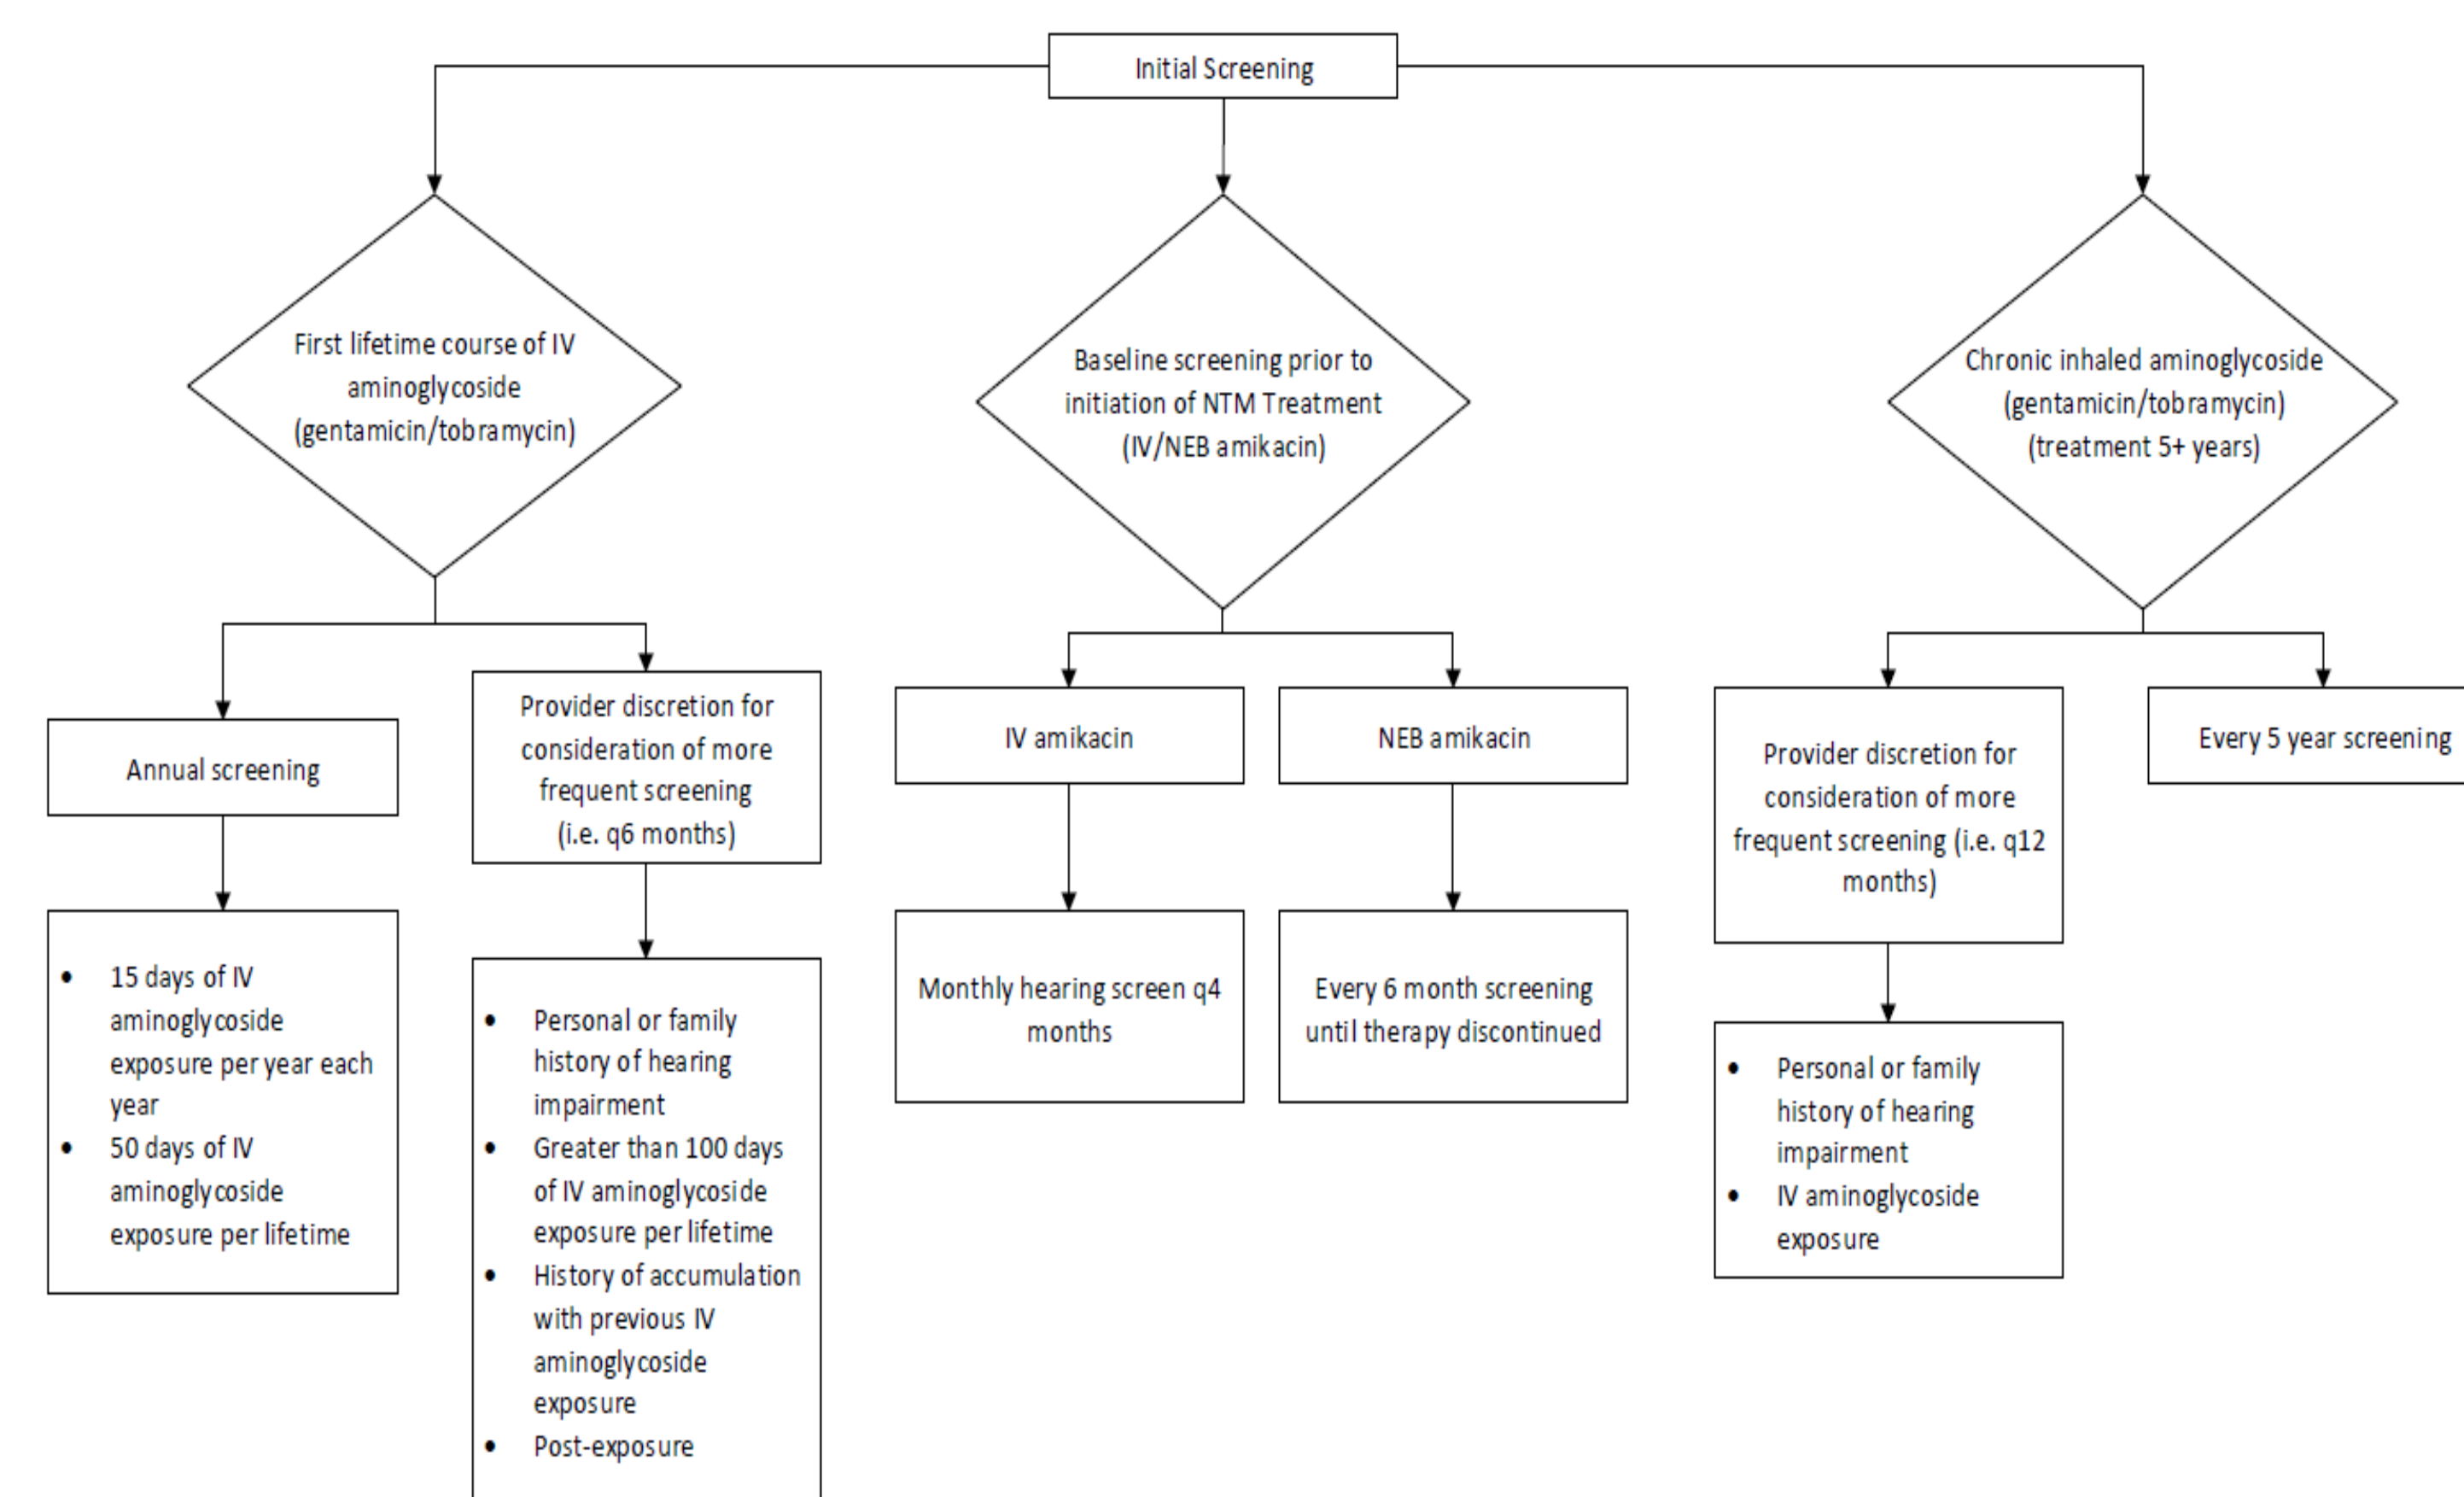 Initial Screening
First lifetime course of IV
aminoglycoside
(gentamicin/tobramycin)
Baseline screening prior to
initiation of NTM Treatment
(IV/NEB amikacin)
Chronic inhaled aminoglycoside
(gentamicin/tobramycin)
(treatment 5+ years)
Annual screening
Provider discretion for
consideration of more
frequent screening
(i.e. q6 months)
IV amikacin
NEB amikacin
Provider discretion for
consideration of more
frequent screening (i.e. q12
months)
Every 5 year screening
• 15 days of IV
aminoglycoside
exposure per year each
year
• 50 days of IV
aminoglycoside
exposure per lifetime
• Personal or family
history of hearing
impairment
• Greater than 100 days
of IV aminoglycoside
exposure per lifetime
• History of accumulation
with previous IV
aminoglycoside
exposure
• Post-exposure
Monthly hearing screen q4
months
Every 6 month screening
until therapy discontinued
• Personal or family
history of hearing
impairment
• IV aminoglycoside
exposure